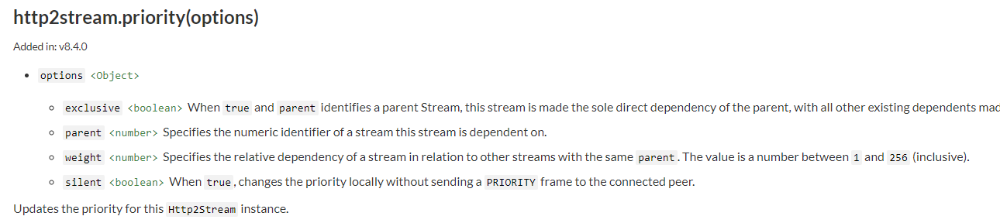 http2stream.priority(options)
Added in: v8.4.0
options <Object>
exclusive <boolean> When true and parent identifies a parent Stream, this stream is made the sole direct dependency of the parent, with all other existing dependents
parent <number> Specifies the numeric identifier of a stream this stream is dependent on.
weight <number> Specifies the relative dependency of a stream in relation to other streams with the same parent. The value is a number between 1 and 256 (inclusive).
silent <boolean> When true, changes the priority locally without sending a PRIORITY frame to the connected peer.
Updates the priority for this Http2Stream instance.